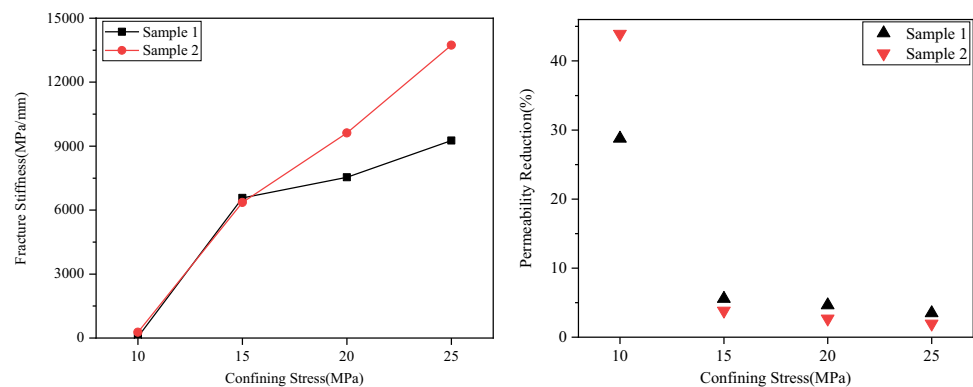 15000
12000
9000
6000
3000
0
Fracture Stiffness(MPa/mm)
Sample 1
Sample 2
10 15 20 25
Confining Stress(MPa)
40
30
20
10
0
Permeability Reduction(%)
Sample 1
Sample 2
10 15 20 25
Confining Stress(MPa)